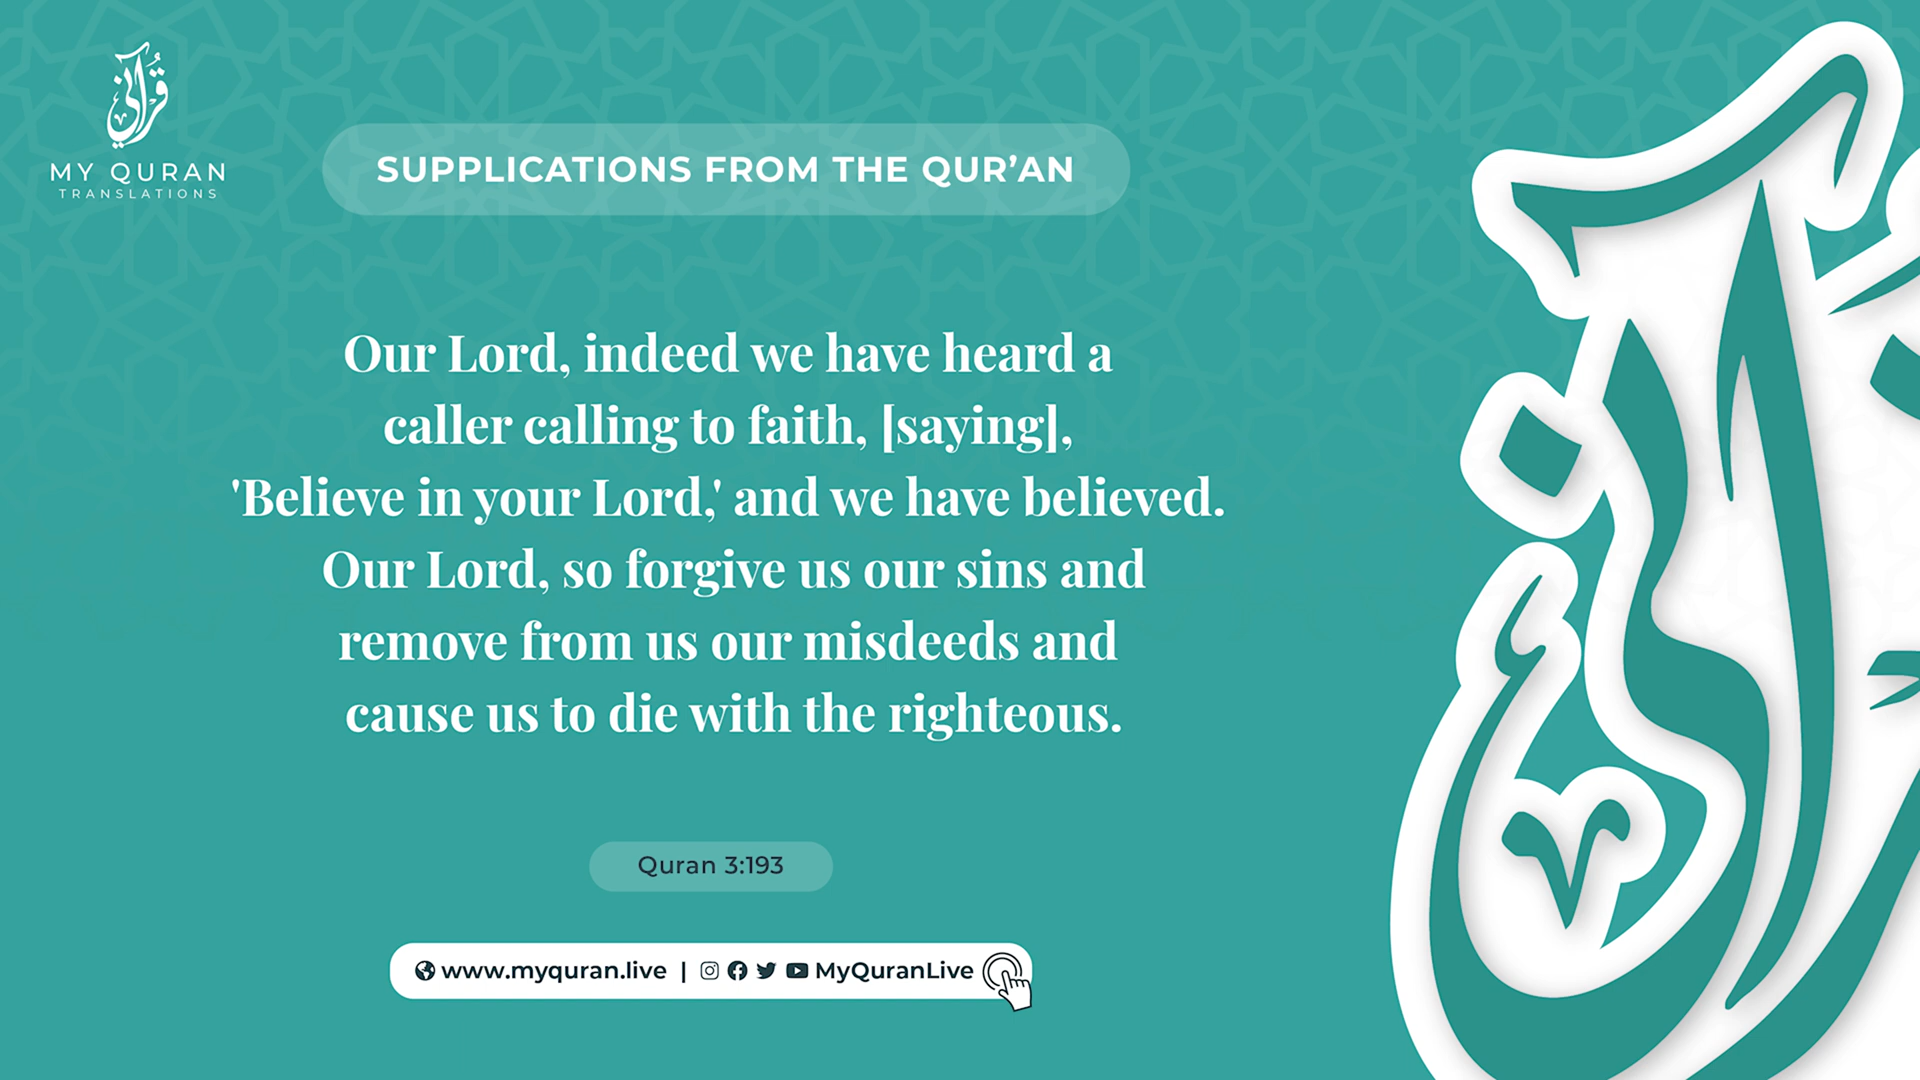 قرآني
MY QURAN
TRANSLATIONS
SUPPLICATIONS FROM THE QUR’AN
Our Lord, indeed we have heard a
caller calling to faith, [saying],
'Believe in your Lord,' and we have believed.
Our Lord, so forgive us our sins and
remove from us our misdeeds and
cause us to die with the righteous.
Quran 3:193
www.myquran.live | MyQuranLive